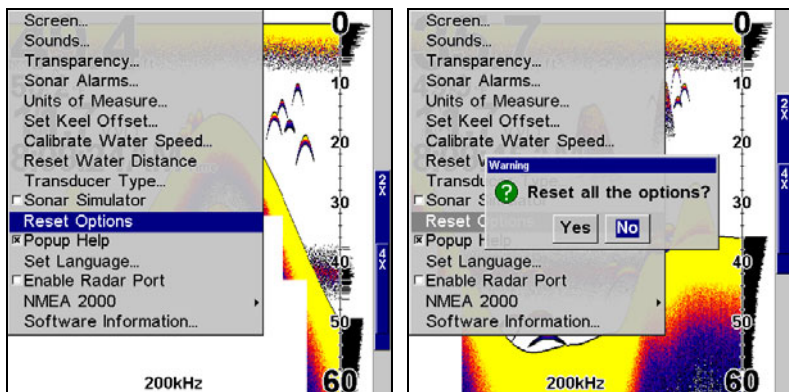 Screen...
Sounds...
Transparency...
Sonar Alarms...
Units of Measure...
Set Keel Offset...
Calibrate Water Speed...
Reset Water Distance
Transducer Type...
Sonar Simulator
Reset Options
Popup Help
Set Language...
Enable Radar Port
NMEA 2000
Software Information...
0
10
20
30
40
50
60
200kHz
2X
4X
Screen...
Sounds...
Transparency...
Sonar Alarms...
Units of Measure...
Set Keel Offset...
Calibrate Water Speed...
Reset
Warning
Reset all the options?
Yes
No
Reset
Popup Help
Set Language...
Enable Radar Port
NMEA 2000
Software Information...
0
10
20
30
40
50
60
200kHz
2X
4X